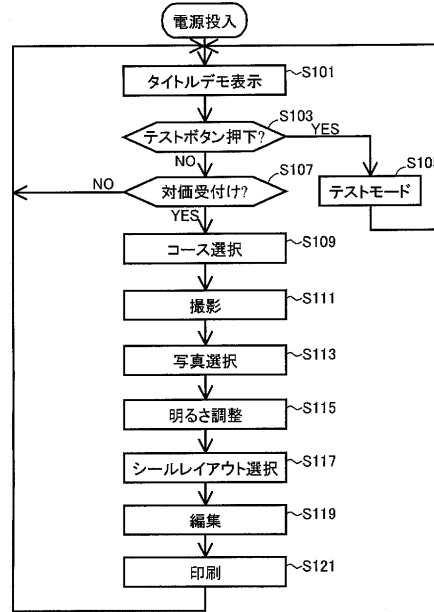 電源投入
タイトルデモ表示 S101
テストボタン押下? S103
YES
NO
対価受付け? S107
NO
YES
テストモード S105
コース選択 S109
撮影 S111
写真選択 S113
明るさ調整 S115
シールレイアウト選択 S117
編集 S119
印刷 S121